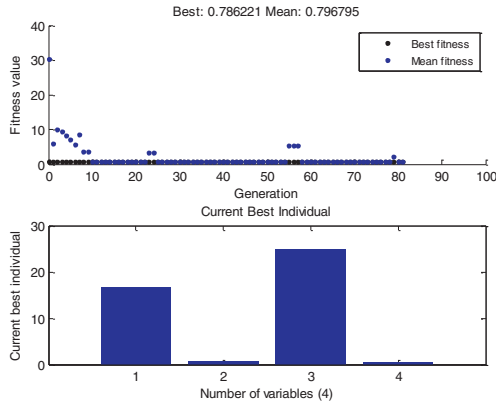 Best: 0.786221 Mean: 0.796795
40
30
20
10
0
Fitness value
Best fitness
Mean fitness
0 10 20 30 40 50 60 70 80 90 100
Generation
Current Best Individual
30
20
10
0
Current best individual
1 2 3 4
Number of variables (4)